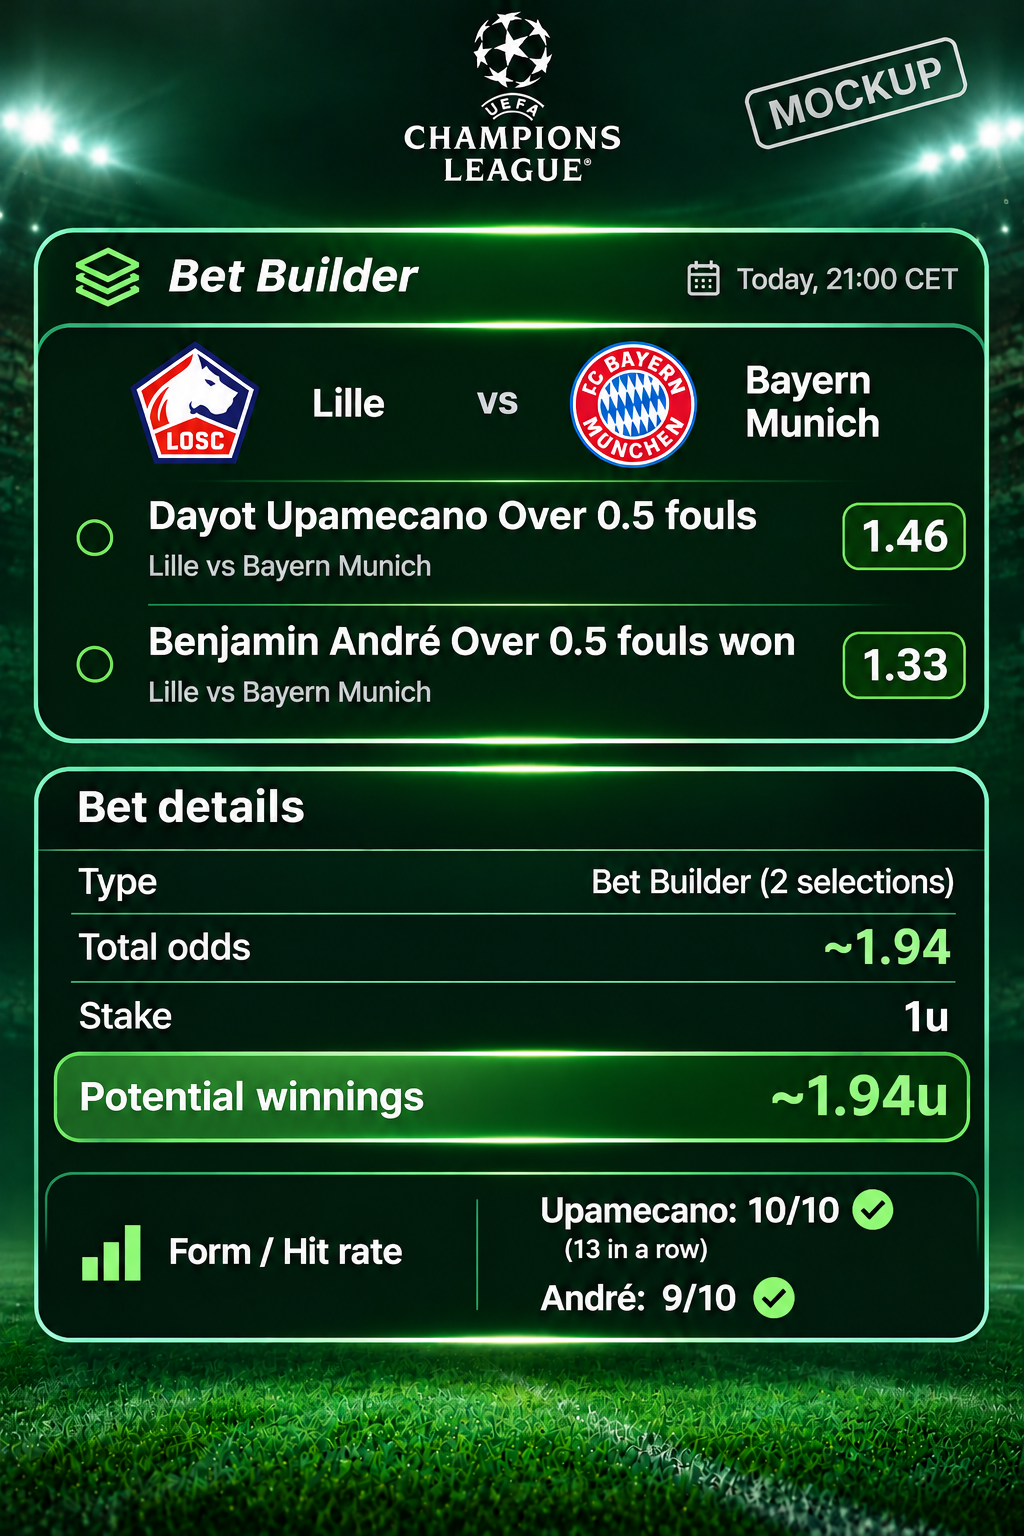 UEFA
CHAMPIONS
LEAGUE®
MOCKUP
Bet Builder
Today, 21:00 CET
LOSC
Lille
vs
FC BAYERN
MÜNCHEN
Bayern
Munich
Dayot Upamecano Over 0.5 fouls
1.46
Lille vs Bayern Munich
Benjamin André Over 0.5 fouls won
1.33
Lille vs Bayern Munich
Bet details
Type
Bet Builder (2 selections)
Total odds
~1.94
Stake
1u
Potential winnings
~1.94u
Form / Hit rate
Upamecano: 10/10
(13 in a row)
André: 9/10